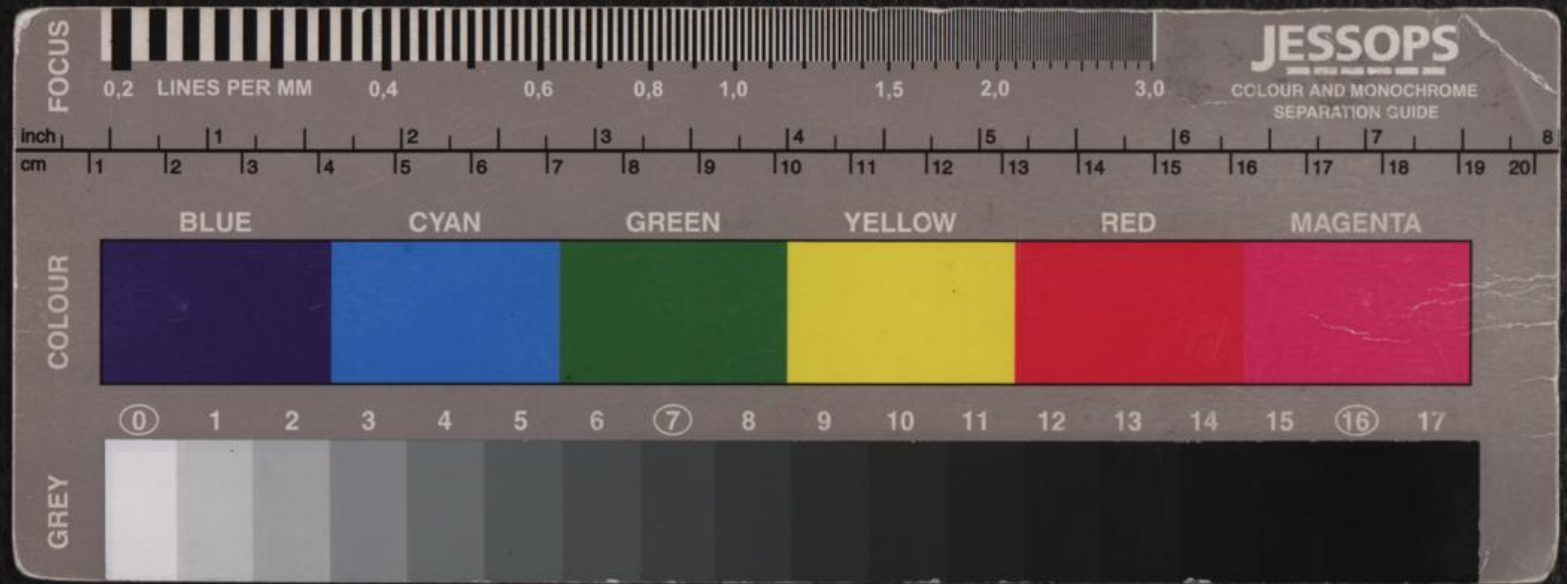 FOCUS
JESSOPS
0,2 LINES PER MM 0,4 0,6 0,8 1,0 1,5 2,0 3,0
COLOUR AND MONOCHROME
SEPARATION GUIDE
inch 1 2 3 4 5 6 7 8
cm 1 2 3 4 5 6 7 8 9 10 11 12 13 14 15 16 17 18 19 20
BLUE CYAN GREEN YELLOW RED MAGENTA
COLOUR
0 1 2 3 4 5 6 7 8 9 10 11 12 13 14 15 16 17
GREY